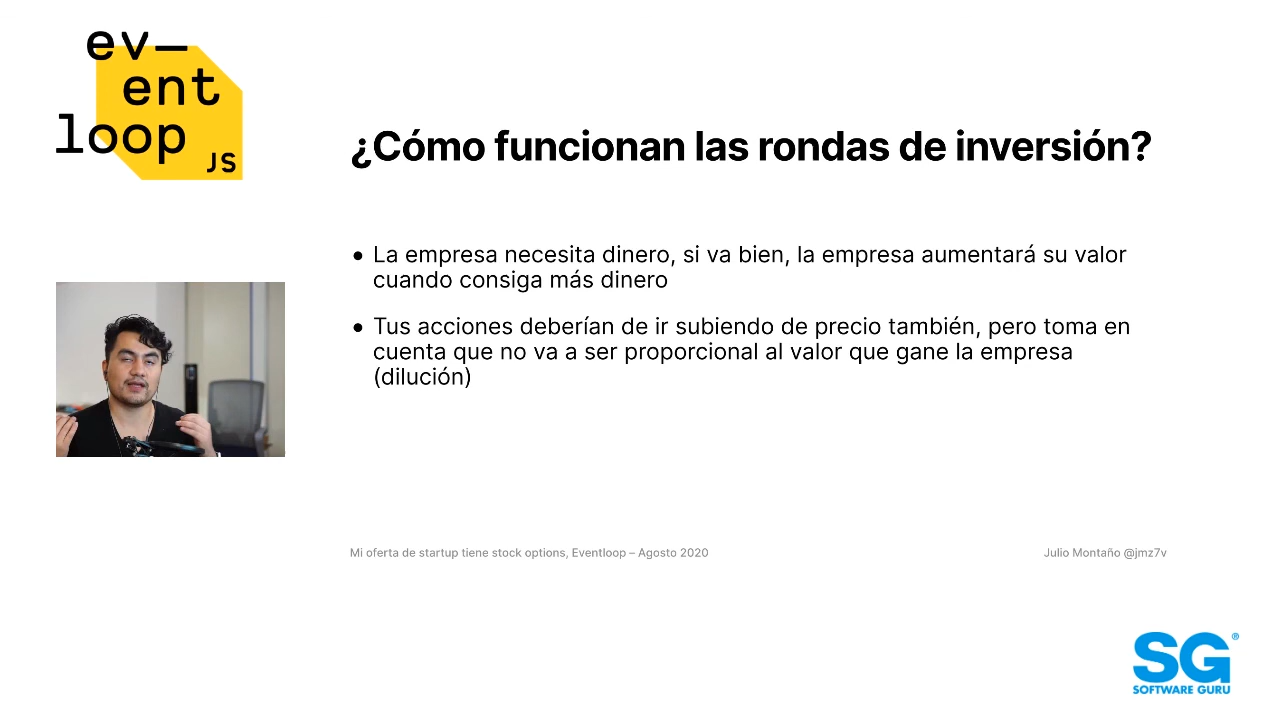 ev—
ent
loop
JS
¿Cómo funcionan las rondas de inversión?
• La empresa necesita dinero, si va bien, la empresa aumentará su valor
cuando consiga más dinero
• Tus acciones deberían de ir subiendo de precio también, pero toma en
cuenta que no va a ser proporcional al valor que gane la empresa
(dilución)
Mi oferta de startup tiene stock options, Eventloop – Agosto 2020
Julio Montaño @jmz7v
SG®
SOFTWARE GURU